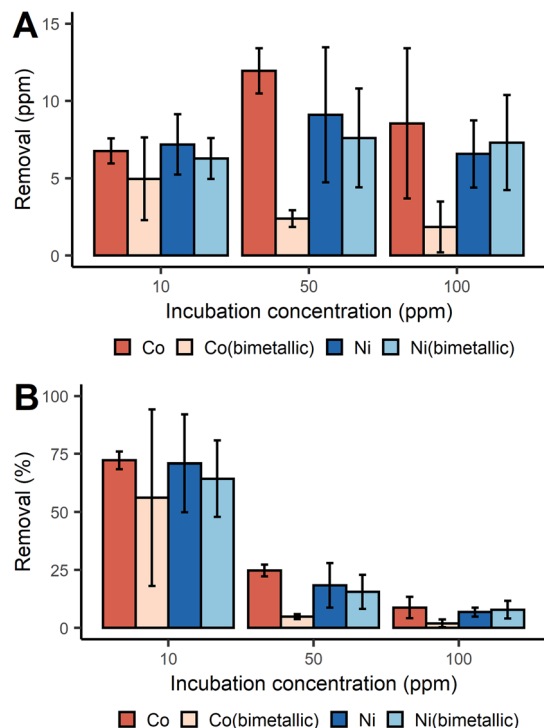 A
15
10
5
0
Removal (ppm)
10 50 100
Incubation concentration (ppm)
Co Co(bimetallic) Ni Ni(bimetallic)
B
100
75
50
25
0
Removal (%)
10 50 100
Incubation concentration (ppm)
Co Co(bimetallic) Ni Ni(bimetallic)